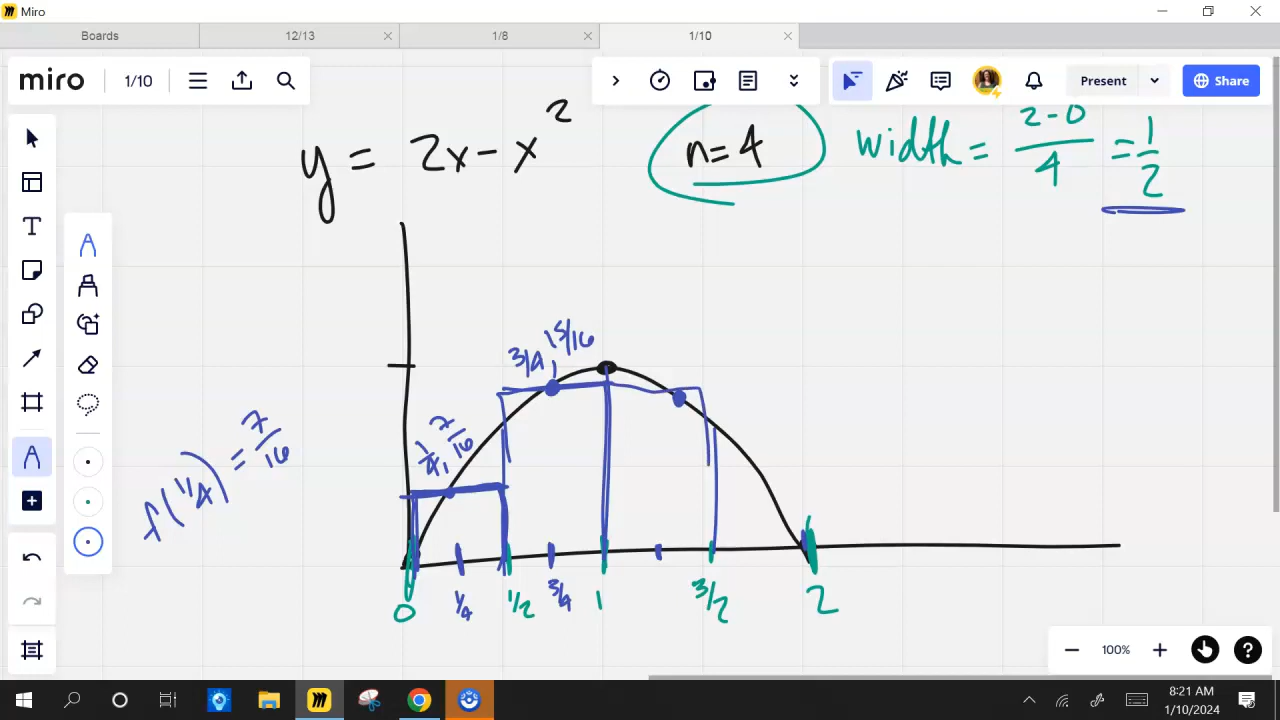 Miro
Boards
12/13
1/8
1/10
miro
1/10
Present
Share
y = 2x - x²
n=4
width = 2-0/4 = 1/2
3/4, 15/16
1/4, 7/16
f(1/4) = 7/16
0
1/4
1/2
3/4
1
3/2
2
100%
8:21 AM
1/10/2024